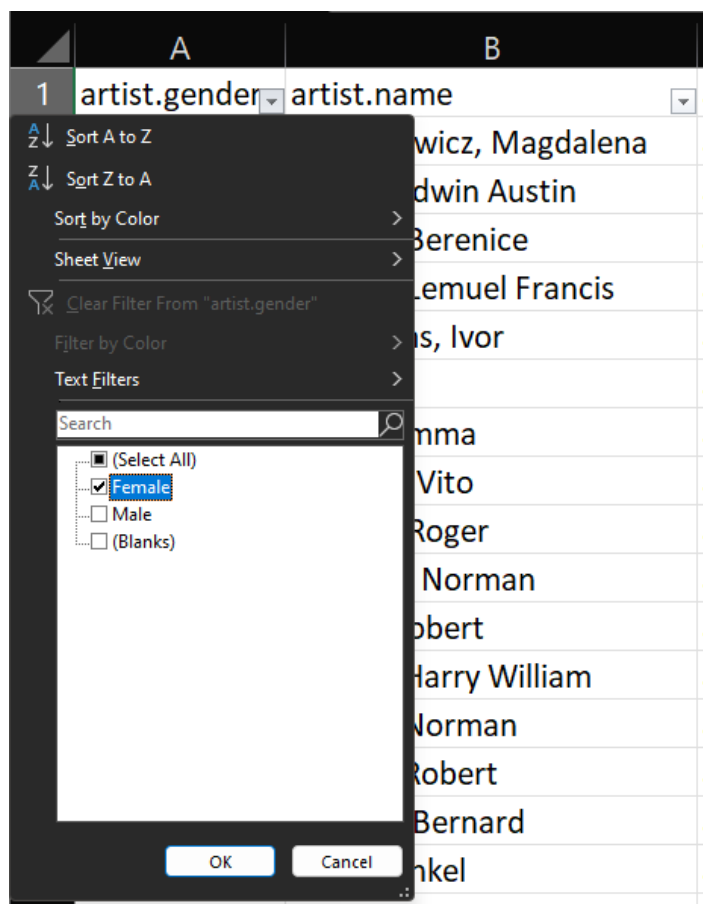 A B
1 artist.gender artist.name
Sort A to Z
Sort Z to A
Sort by Color
Sheet View
Clear Filter From "artist.gender"
Filter by Color
Text Filters
Search
(Select All)
Female
Male
(Blanks)
OK Cancel
wicz, Magdalena
dwin Austin
Berenice
Lemuel Francis
s, Ivor
mma
Vito
Roger
Norman
obert
Harry William
Norman
Robert
Bernard
nkel